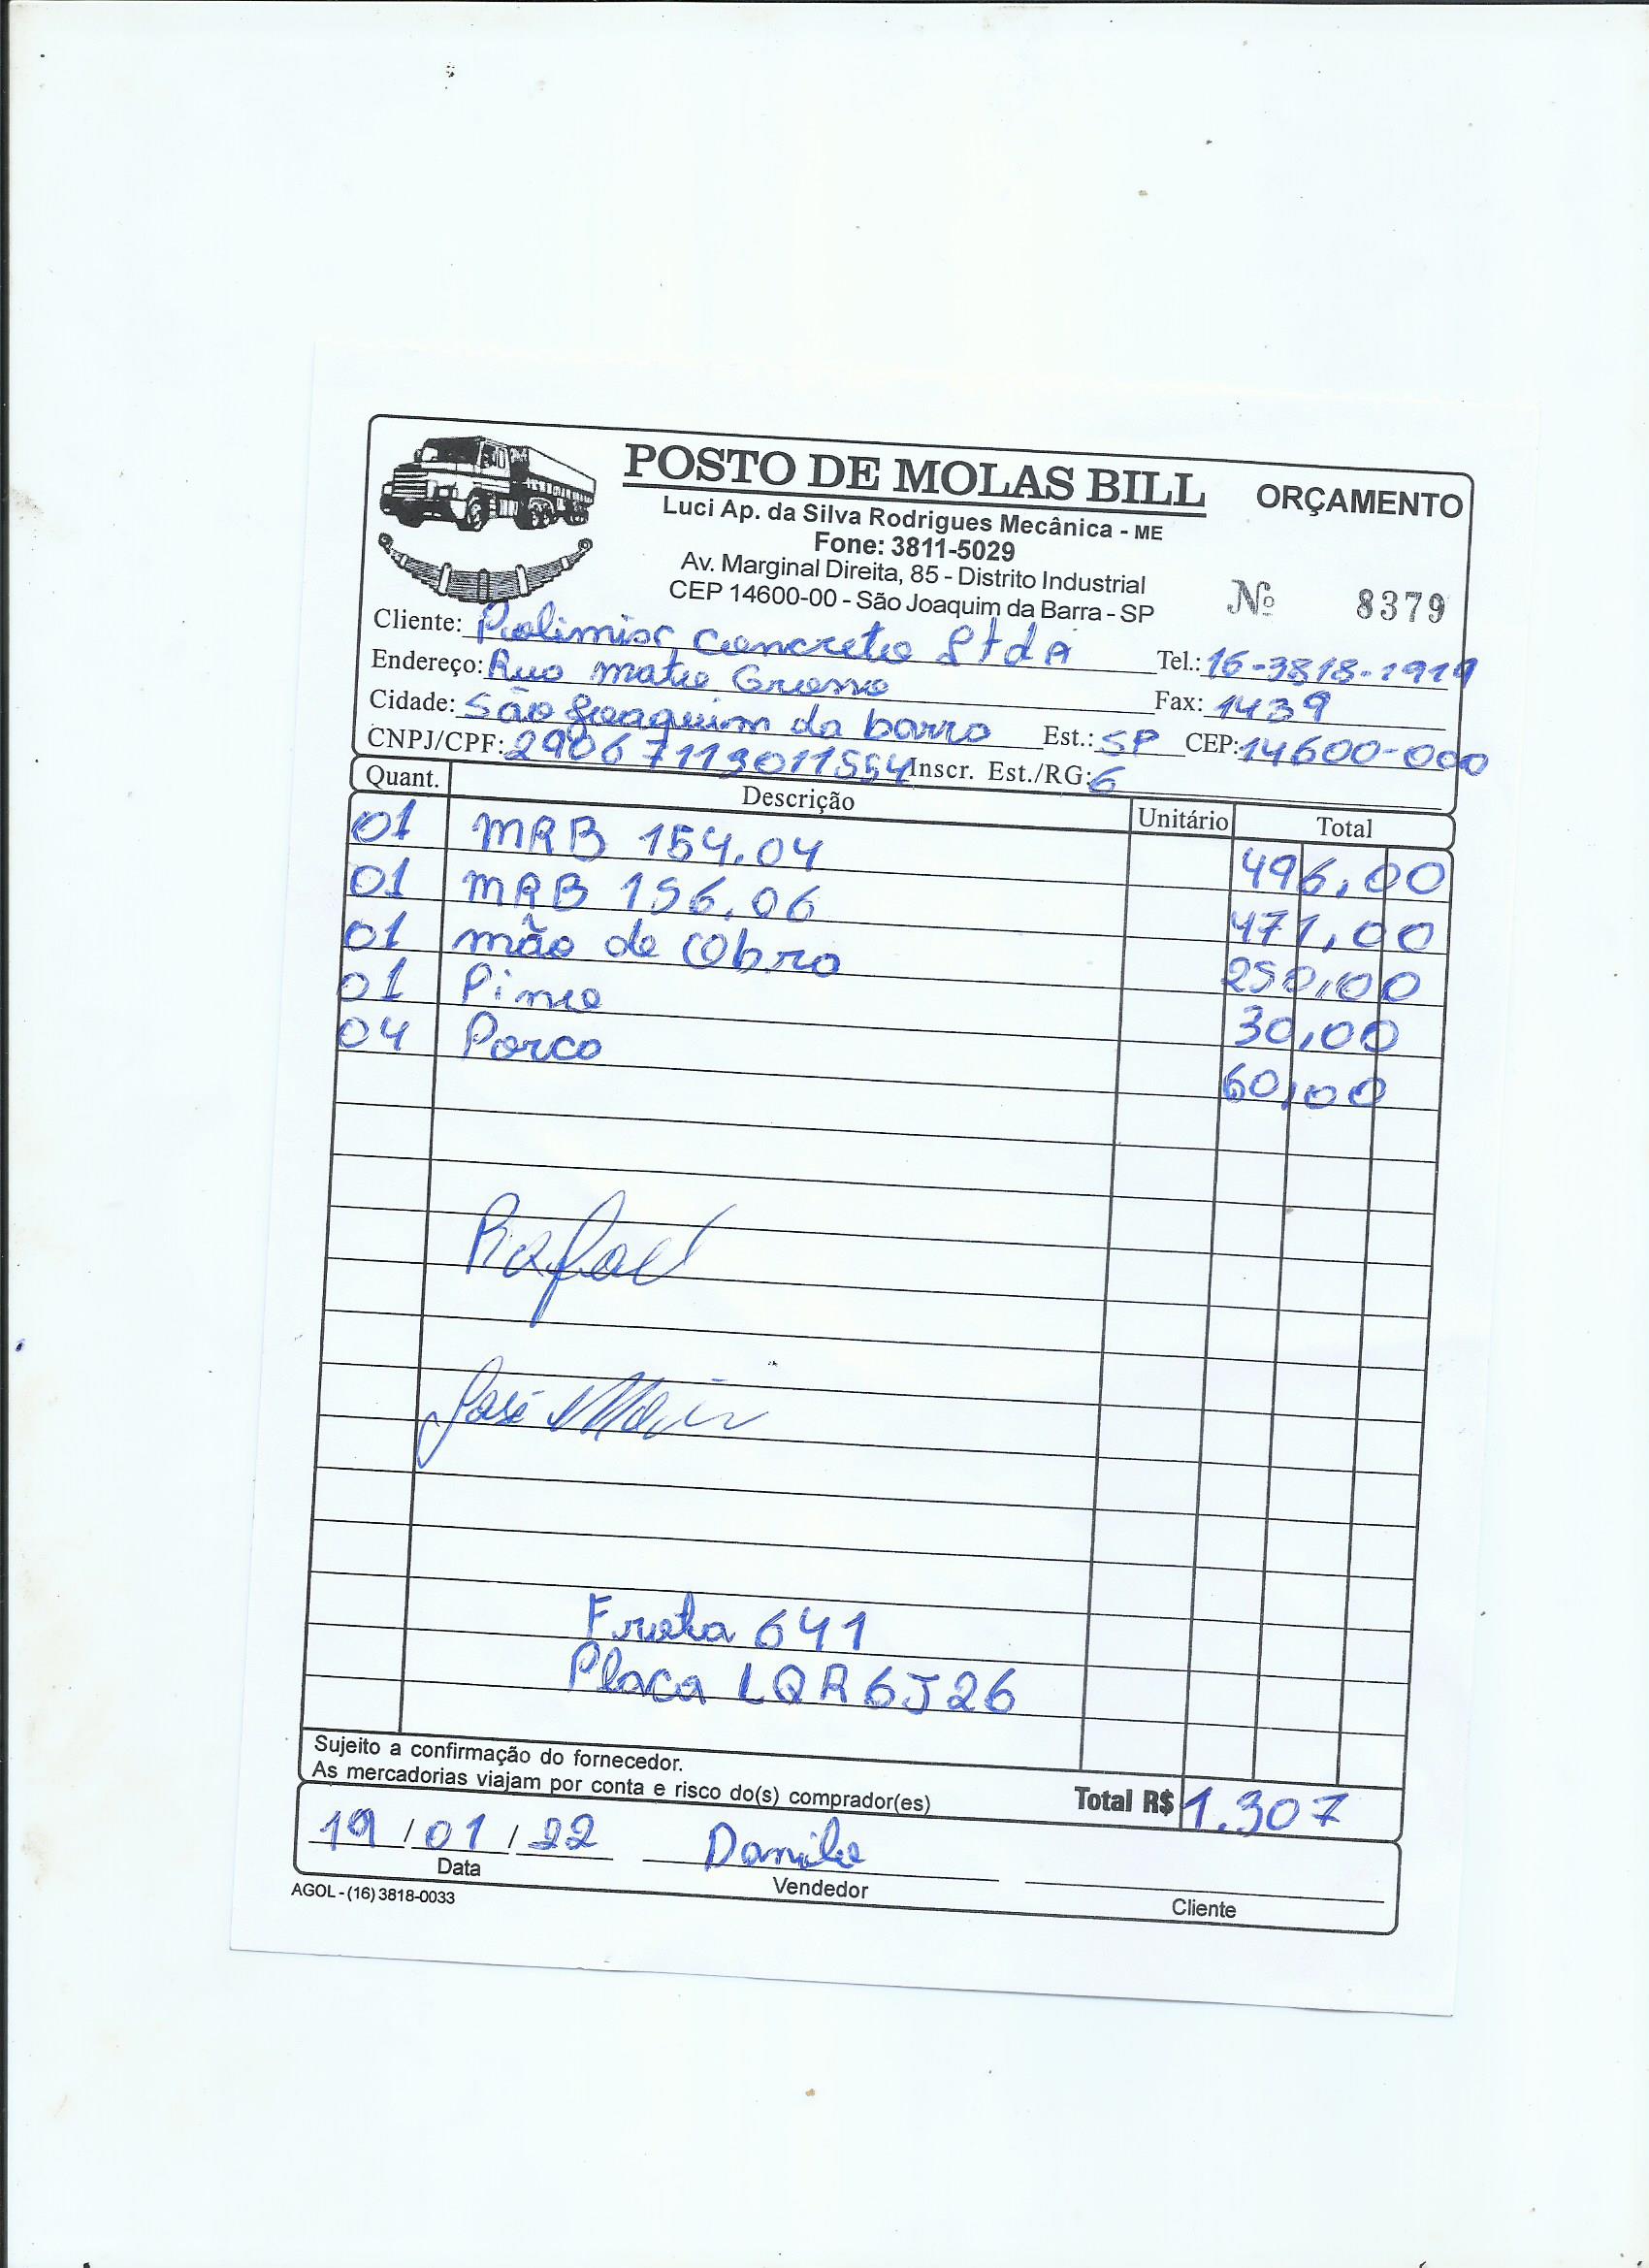 POSTO DE MOLAS BILL
ORÇAMENTO
Luci Ap. da Silva Rodrigues Mecânica - ME
Fone: 3811-5029
Av. Marginal Direita, 85 - Distrito Industrial
CEP 14600-00 - São Joaquim da Barra - SP
Nº 8379
Cliente: Polimix Concreto Ltda Tel.: 16-3818-1919
Endereço: Rua Mato Grosso Fax: 1439
Cidade: São Joaquim da barra Est.: SP CEP: 14600-000
CNPJ/CPF: 29067113011554 Inscr. Est./RG: 6
Quant. Descrição Unitário Total
01 MRB 154.04 496,00
01 MRB 156.06 471,00
01 mão de Obra 250,00
01 Pino 30,00
04 Porca 60,00
Rafael
José
Frota 641
Placa LQR6J26
Sujeito a confirmação do fornecedor.
As mercadorias viajam por conta e risco do(s) comprador(es)
Total R$ 1.307
19 / 01 / 22 Danilo
Data Vendedor Cliente
AGOL - (16) 3818-0033